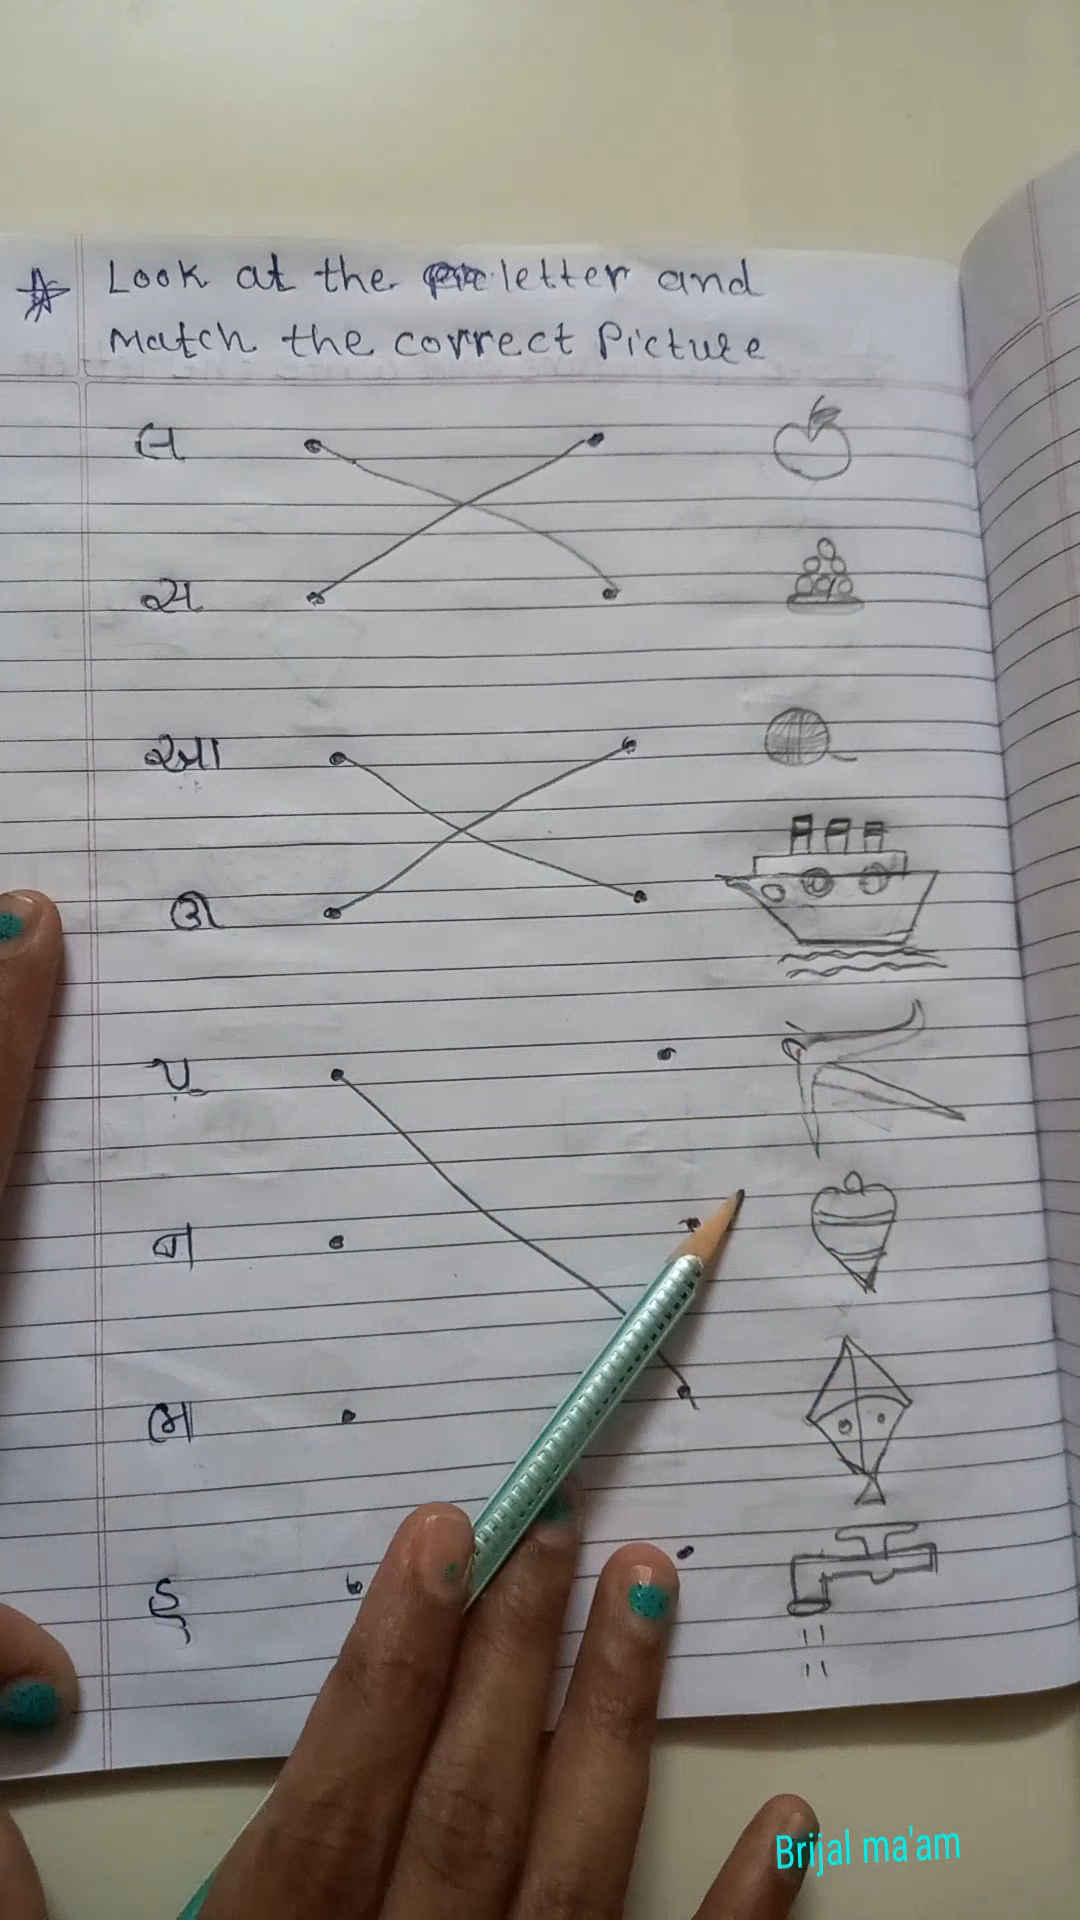 Look at the letter and
Match the correct Picture
લ
સ
આ
ઊ
પ
બ
ભ
ઈ
Brijal ma'am